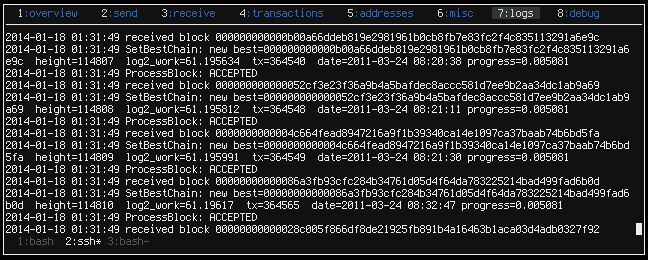 1:overview 2:send 3:receive 4:transactions 5:addresses 6:misc 7:logs 8:debug
2014-01-18 01:31:49 received block 0000000000000b00a66ddeb819e2981961b0cb8fb7e83fc2f4c835113291a6e9c
2014-01-18 01:31:49 SetBestChain: new best=0000000000000b00a66ddeb819e2981961b0cb8fb7e83fc2f4c835113291a6
e9c height=114807 log2_work=61.195634 tx=364540 date=2011-03-24 08:20:38 progress=0.005081
2014-01-18 01:31:49 ProcessBlock: ACCEPTED
2014-01-18 01:31:49 received block 00000000000052cf3e23f36a9b4a5bafdec8accc581d7ee9b2aa34dc1ab9a69
2014-01-18 01:31:49 SetBestChain: new best=00000000000052cf3e23f36a9b4a5bafdec8accc581d7ee9b2aa34dc1ab9
a69 height=114808 log2_work=61.195812 tx=364548 date=2011-03-24 08:21:11 progress=0.005081
2014-01-18 01:31:49 ProcessBlock: ACCEPTED
2014-01-18 01:31:49 received block 0000000000004c664fead8947216a9f1b39340ca14e1097ca37baab74b6bd5fa
2014-01-18 01:31:49 SetBestChain: new best=0000000000004c664fead8947216a9f1b39340ca14e1097ca37baab74b6bd
5fa height=114809 log2_work=61.195991 tx=364549 date=2011-03-24 08:21:30 progress=0.005081
2014-01-18 01:31:49 ProcessBlock: ACCEPTED
2014-01-18 01:31:49 received block 00000000000086a3fb93cfc284b34761d05d4f64da783225214bad499fad6b0d
2014-01-18 01:31:49 SetBestChain: new best=00000000000086a3fb93cfc284b34761d05d4f64da783225214bad499fad6
b0d height=114810 log2_work=61.19617 tx=364565 date=2011-03-24 08:32:47 progress=0.005081
2014-01-18 01:31:49 ProcessBlock: ACCEPTED
2014-01-18 01:31:49 received block 00000000000028c005f866df8de21925fb891b4a16463b1aca03d4adb0327f92
1:bash 2:ssh* 3:bash-